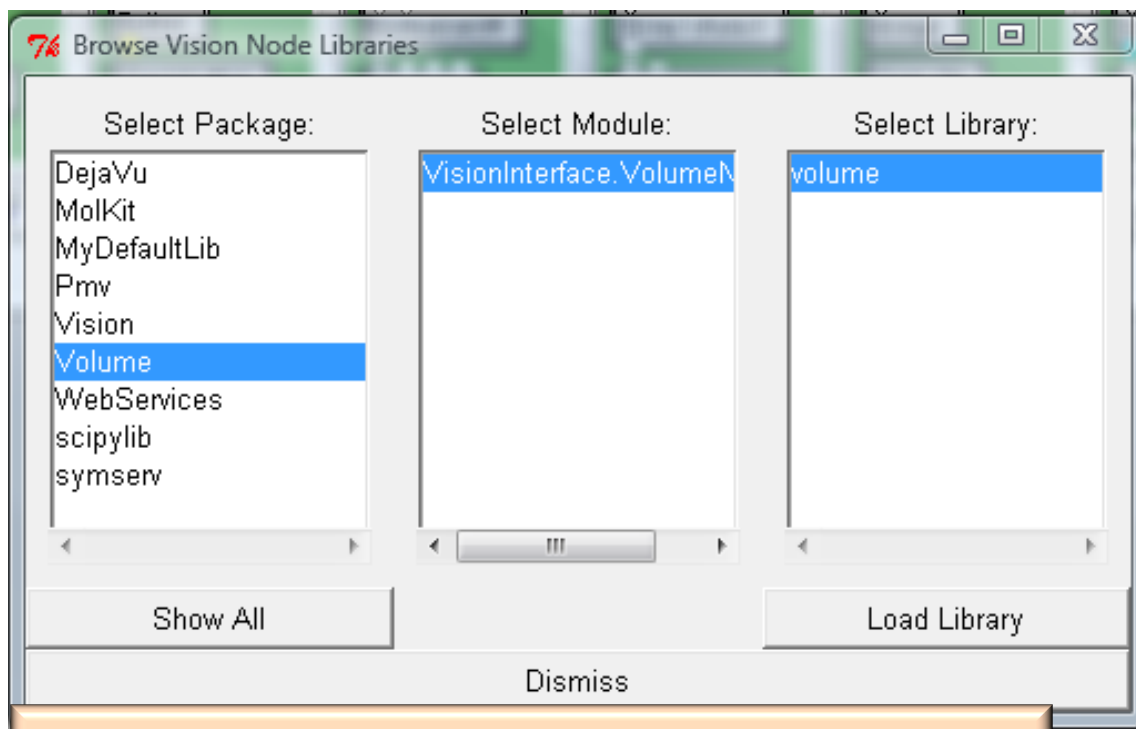 Browse Vision Node Libraries
Select Package:
Select Module:
Select Library:
DejaVu
MolKit
MyDefaultLib
Pmv
Vision
Volume
WebServices
scipylib
symserv
VisionInterface.VolumeN
volume
Show All
Load Library
Dismiss